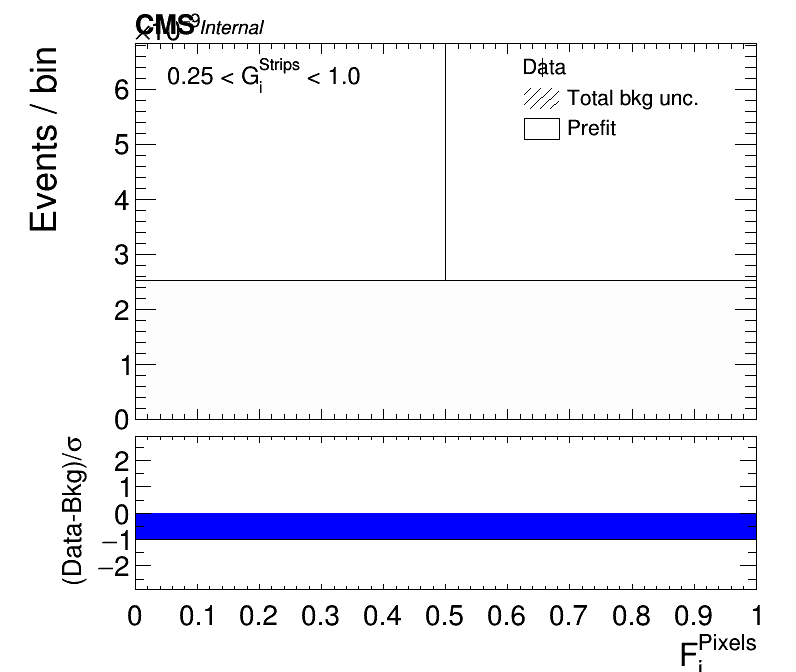 CMS Internal
×10⁻⁹
0.25 < G_i^Strips < 1.0
Data
Total bkg unc.
Prefit
Events / bin
6
5
4
3
2
1
0
(Data-Bkg)/σ
2
1
0
−1
−2
0 0.1 0.2 0.3 0.4 0.5 0.6 0.7 0.8 0.9 1
F_i^Pixels